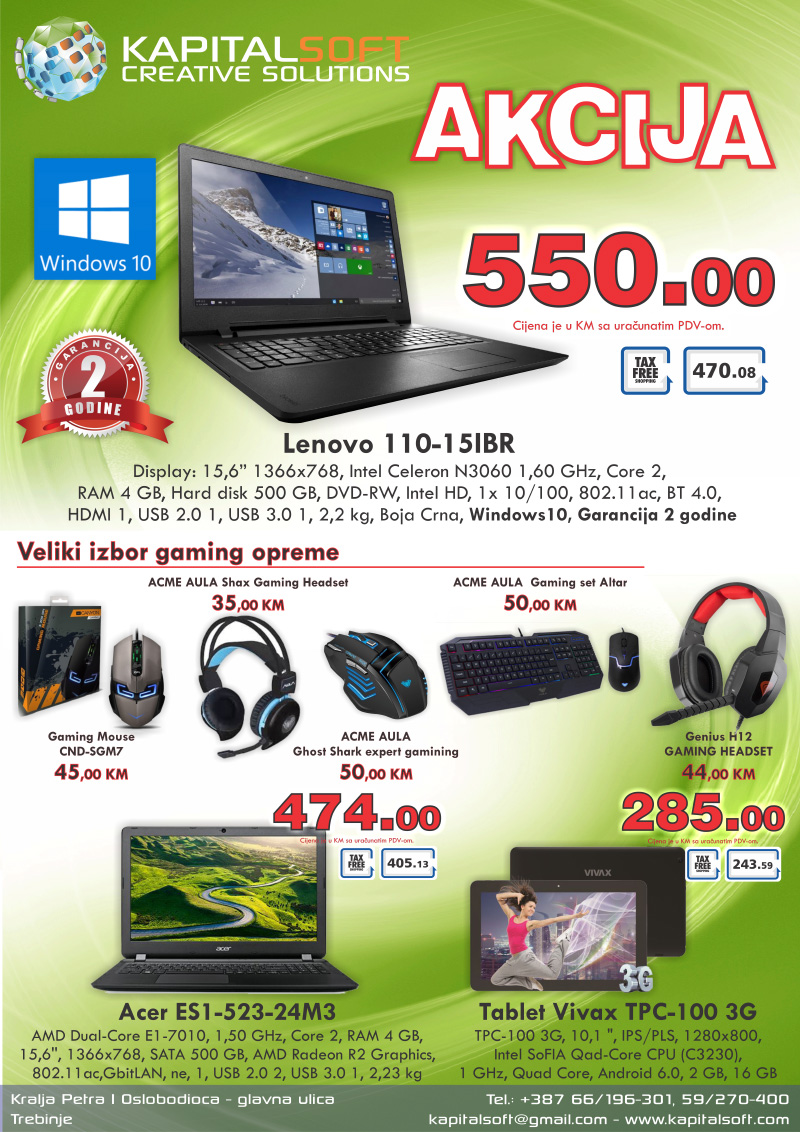 KAPITALSOFT
CREATIVE SOLUTIONS
AKCIJA
Windows 10
550.00
Cijena je u KM sa uračunatim PDV-om.
TAX
FREE
SHOPPING
470.08
GARANCIJA
2
GODINE
Lenovo 110-15IBR
Display: 15,6” 1366x768, Intel Celeron N3060 1,60 GHz, Core 2,
RAM 4 GB, Hard disk 500 GB, DVD-RW, Intel HD, 1x 10/100, 802.11ac, BT 4.0,
HDMI 1, USB 2.0 1, USB 3.0 1, 2,2 kg, Boja Crna, Windows10, Garancija 2 godine
Veliki izbor gaming opreme
ACME AULA Shax Gaming Headset
35,00 KM
ACME AULA Gaming set Altar
50,00 KM
Gaming Mouse
CND-SGM7
45,00 KM
ACME AULA
Ghost Shark expert gamining
50,00 KM
Genius H12
GAMING HEADSET
44,00 KM
474.00
Cijena je u KM sa uračunatim PDV-om.
TAX
FREE
SHOPPING
405.13
285.00
Cijena je u KM sa uračunatim PDV-om.
TAX
FREE
SHOPPING
243.59
acer
VIVAX
3G
Acer ES1-523-24M3
AMD Dual-Core E1-7010, 1,50 GHz, Core 2, RAM 4 GB,
15,6", 1366x768, SATA 500 GB, AMD Radeon R2 Graphics,
802.11ac,GbitLAN, ne, 1, USB 2.0 2, USB 3.0 1, 2,23 kg
Tablet Vivax TPC-100 3G
TPC-100 3G, 10,1 ", IPS/PLS, 1280x800,
Intel SoFIA Qad-Core CPU (C3230),
1 GHz, Quad Core, Android 6.0, 2 GB, 16 GB
Kralja Petra I Oslobodioca - glavna ulica
Trebinje
Tel.: +387 66/196-301, 59/270-400
kapitalsoft@gmail.com - www.kapitalsoft.com